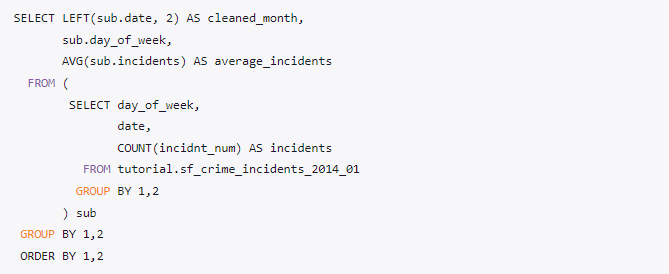 SELECT LEFT(sub.date, 2) AS cleaned_month,
       sub.day_of_week,
       AVG(sub.incidents) AS average_incidents
  FROM (
        SELECT day_of_week,
               date,
               COUNT(incidnt_num) AS incidents
          FROM tutorial.sf_crime_incidents_2014_01
         GROUP BY 1,2
       ) sub
 GROUP BY 1,2
 ORDER BY 1,2